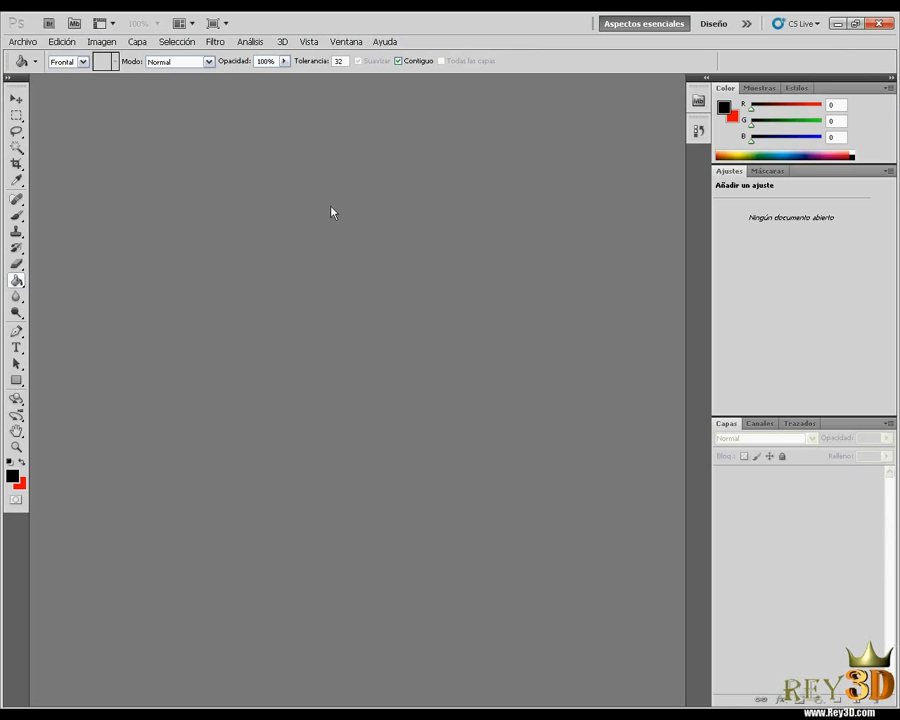 Ps Br Mb 100% Aspectos esenciales Diseño CS Live
Archivo Edición Imagen Capa Selección Filtro Análisis 3D Vista Ventana Ayuda
Frontal Modo: Normal Opacidad: 100% Tolerancia: 32 Suavizar Contiguo Todas las capas
Color Muestras Estilos
Mb
R 0
G 0
B 0
Ajustes Máscaras
Añadir un ajuste
Ningún documento abierto
T
Capas Canales Trazados
Normal Opacidad:
Bloq.: Relleno:
REY3D
www.Rey3D.com